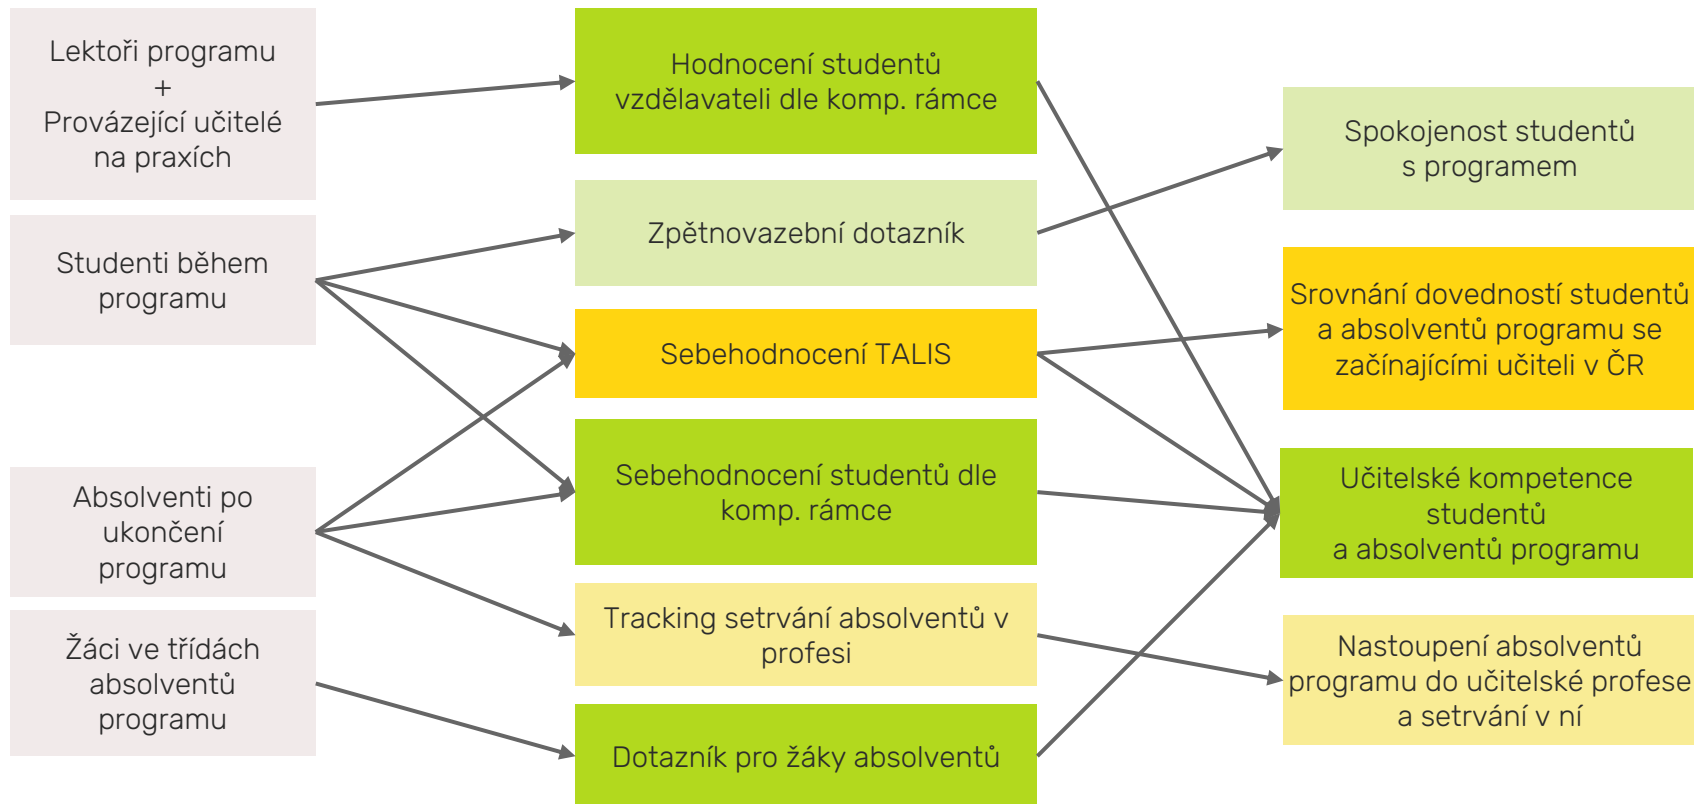 Lektoři programu
+
Provázející učitelé
na praxích
Studenti během
programu
Absolventi po
ukončení
programu
Žáci ve třídách
absolventů
programu
Hodnocení studentů
vzdělavateli dle komp. rámce
Zpětnovazební dotazník
Sebehodnocení TALIS
Sebehodnocení studentů dle
komp. rámce
Tracking setrvání absolventů v
profesi
Dotazník pro žáky absolventů
Spokojenost studentů
s programem
Srovnání dovedností studentů
a absolventů programu se
začínajícími učiteli v ČR
Učitelské kompetence
studentů
a absolventů programu
Nastoupení absolventů
programu do učitelské profese
a setrvání v ní